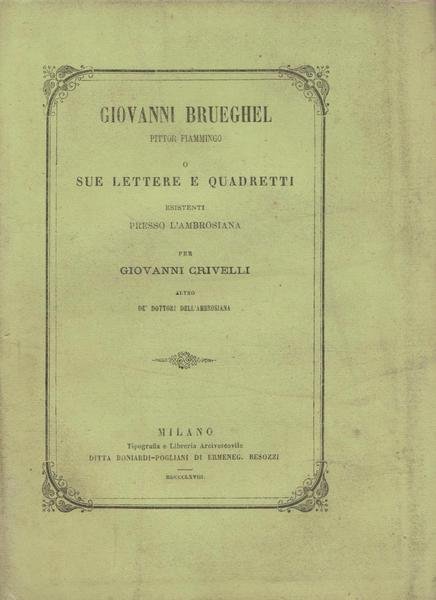 GIOVANNI BRUEGHEL
PITTOR FIAMMINGO
O
SUE LETTERE E QUADRETTI
ESISTENTI
PRESSO L'AMBROSIANA
PER
GIOVANNI CRIVELLI
ALTRO
DE' DOTTORI DELL'AMBROSIANA
MILANO
Tipografia e Libreria Arcivescovile
DITTA BONIARDI-POGLIANI DI ERMENEG. BESOZZI
MDCCCLXVIII.